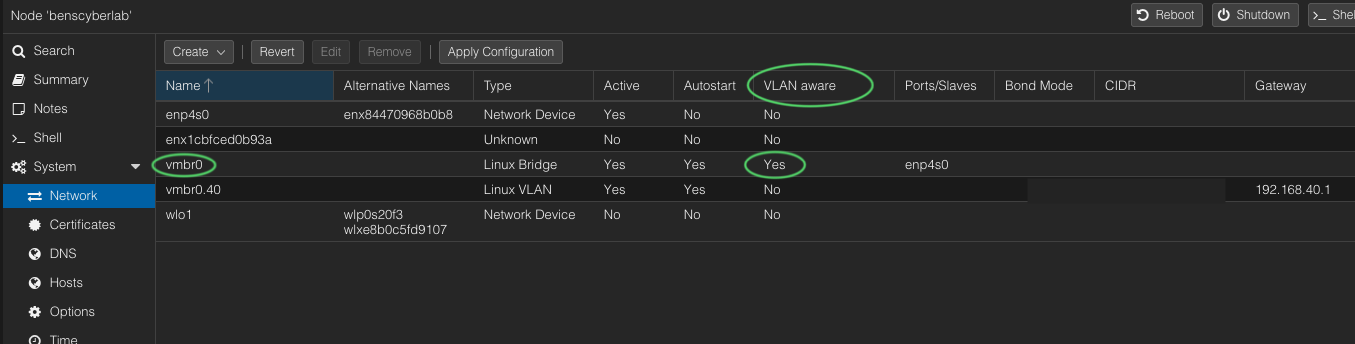 Node 'benscyberlab'
Reboot Shutdown Shel
Search
Summary
Notes
Shell
System
Network
Certificates
DNS
Hosts
Options
Time
Create Revert Edit Remove Apply Configuration
Name Alternative Names Type Active Autostart VLAN aware Ports/Slaves Bond Mode CIDR Gateway
enp4s0 enx84470968b0b8 Network Device Yes No No
enx1cbfced0b93a Unknown No No No
vmbr0 Linux Bridge Yes Yes Yes enp4s0
vmbr0.40 Linux VLAN Yes Yes No 192.168.40.1
wlo1 wlp0s20f3 Network Device No No No
wlxe8b0c5fd9107